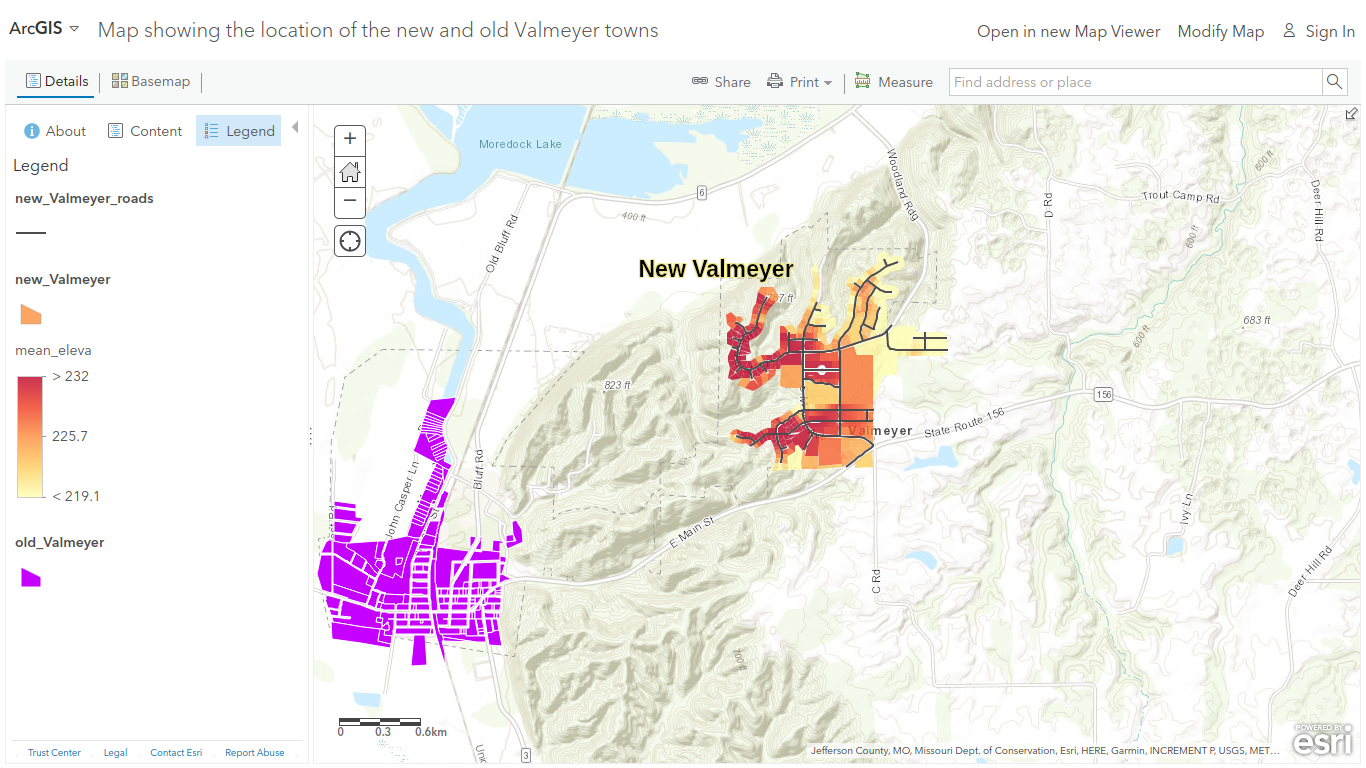 ArcGIS
Map showing the location of the new and old Valmeyer towns
Open in new Map Viewer
Modify Map
Sign In
Details
Basemap
Share
Print
Measure
Find address or place
About
Content
Legend
Legend
new_Valmeyer_roads
new_Valmeyer
mean_eleva
> 232
225.7
< 219.1
old_Valmeyer
Trust Center
Legal
Contact Esri
Report Abuse
+
−
Moredock Lake
6
400 ft
Old Bluff Rd
Woodland Rdg
D Rd
Trout Camp Rd
600 ft
Deer Hill Rd
600 ft
New Valmeyer
7 ft
683 ft
600 ft
823 ft
156
Valmeyer
State Route 156
Bluff Rd
John Casper Ln
E Main St
Ivy Ln
C Rd
Deer Hill Rd
700 ft
0 0.3 0.6km
3
Jefferson County, MO, Missouri Dept. of Conservation, Esri, HERE, Garmin, INCREMENT P, USGS, MET…
POWERED BY
esri